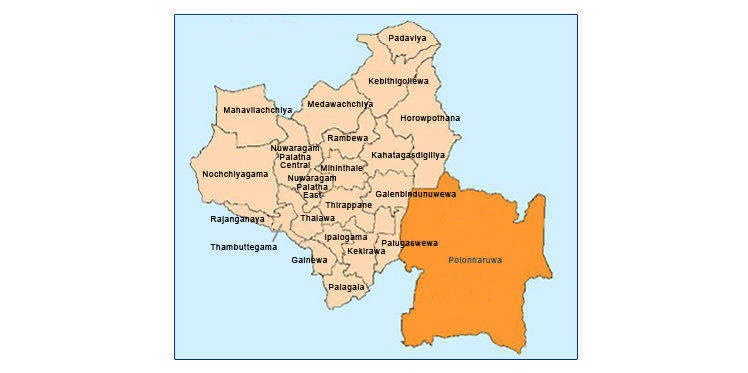 Padaviya
Kebithigollewa
Mahavilachchiya
Medawachchiya
Horowpothana
Rambewa
Nuwaragam
Palatha
Central
Kahatagasdigiliya
Mihinthale
Nochchiyagama
Nuwaragam
Palatha
East
Galenbindunuwewa
Thirappane
Rajanganaya
Thalawa
Ipalogama
Palugaswewa
Thambuttegama
Kekirawa
Galnewa
Polonnaruwa
Palagala